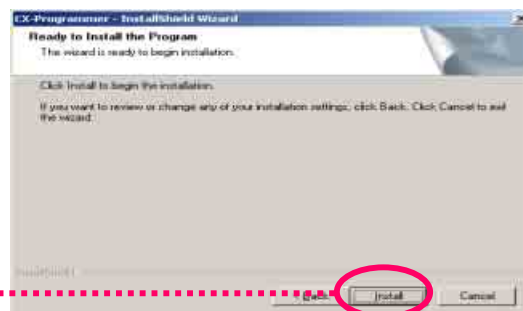 CX-Programmer - InstallShield Wizard
Ready to Install the Program
The wizard is ready to begin installation.
Click Install to begin the installation.
If you want to review or change any of your installation settings, click Back. Click Cancel to exit
the wizard.
InstallShield
< Back
Install
Cancel